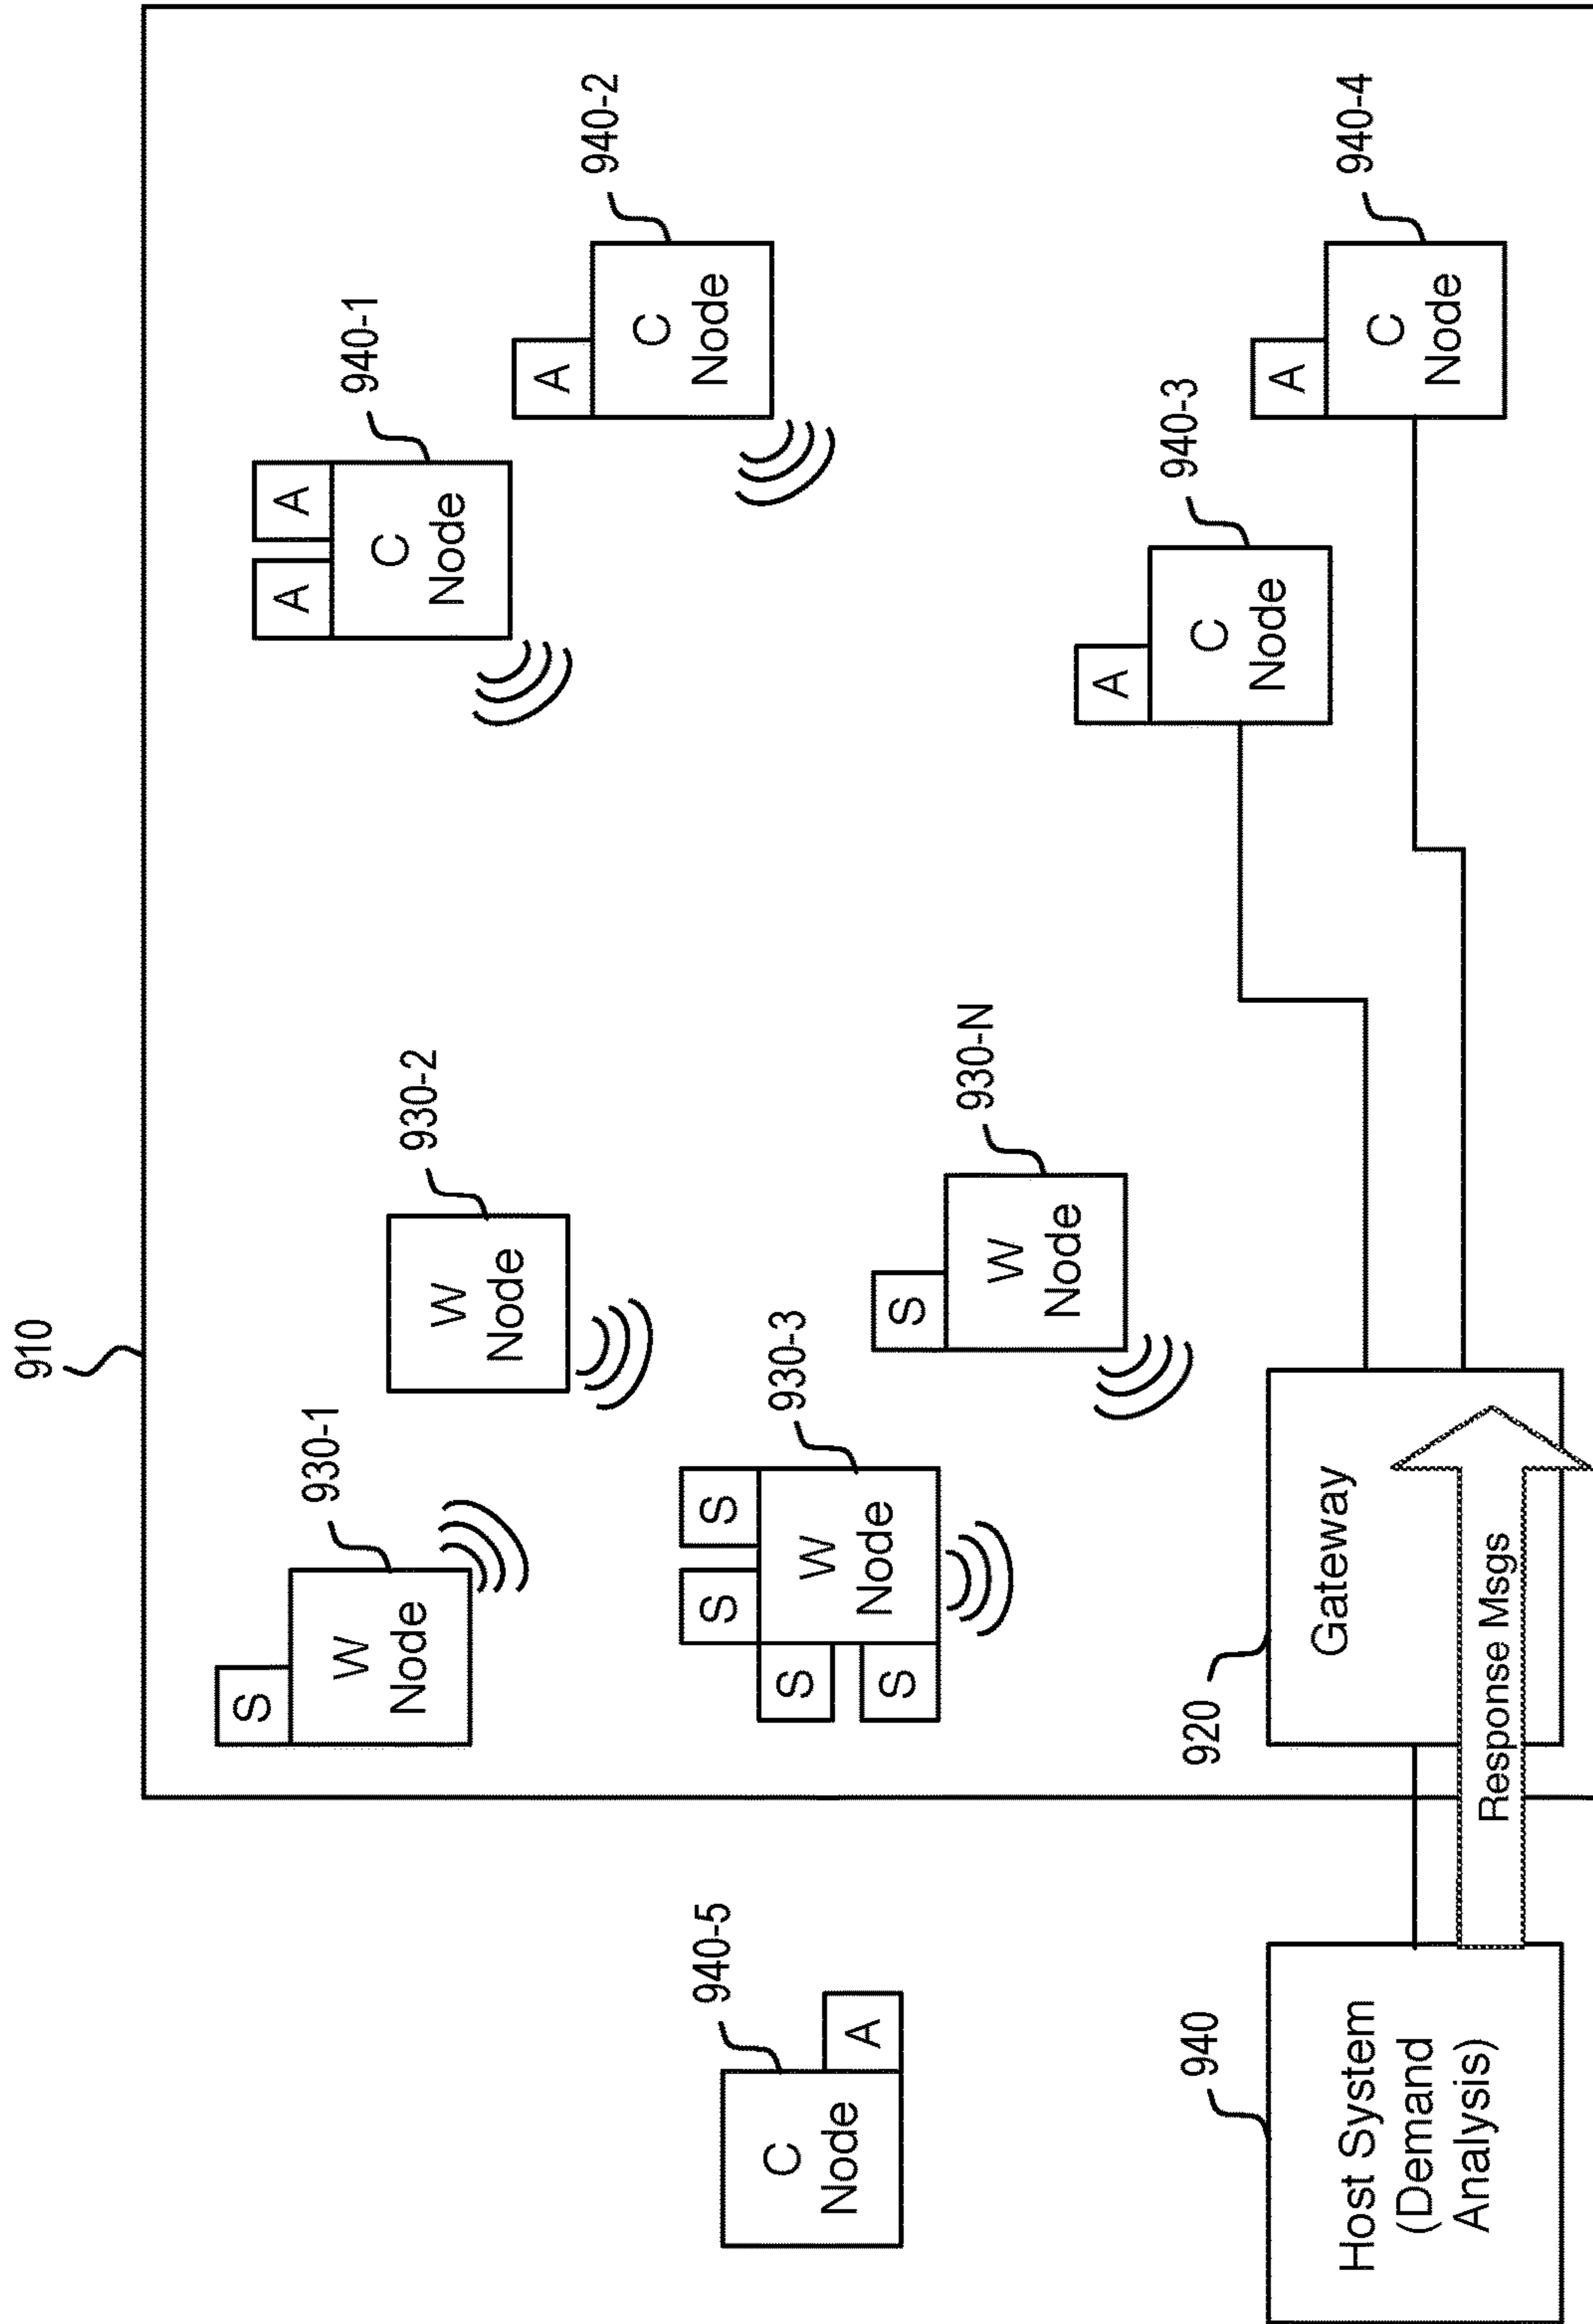 910
930-1
S
W
Node
930-2
W
Node
940-1
A A
C
Node
940-2
A
C
Node
940-5
C
Node
A
930-3
S S
S
S
W
Node
930-N
S
W
Node
940-3
A
C
Node
940-4
A
C
Node
940
Host System
(Demand
Analysis)
920
Gateway
Response Msgs